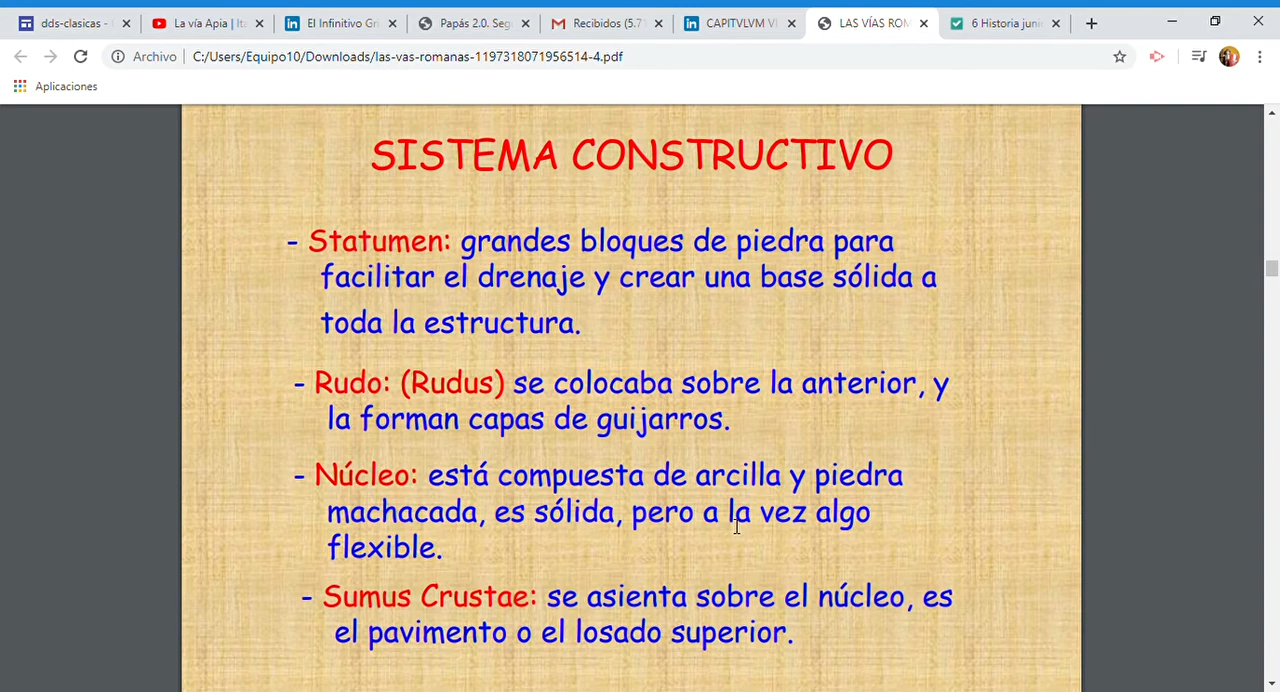 dds-clasicas - (
La vía Apia | Ita
El Infinitivo Gri
Papás 2.0. Segu
Recibidos (5.71
CAPITVLVM VI
LAS VÍAS ROM
6 Historia juni
Archivo
C:/Users/Equipo10/Downloads/las-vas-romanas-1197318071956514-4.pdf
Aplicaciones
SISTEMA CONSTRUCTIVO
- Statumen: grandes bloques de piedra para
facilitar el drenaje y crear una base sólida a
toda la estructura.
- Rudo: (Rudus) se colocaba sobre la anterior, y
la forman capas de guijarros.
- Núcleo: está compuesta de arcilla y piedra
machacada, es sólida, pero a la vez algo
flexible.
- Sumus Crustae: se asienta sobre el núcleo, es
el pavimento o el losado superior.